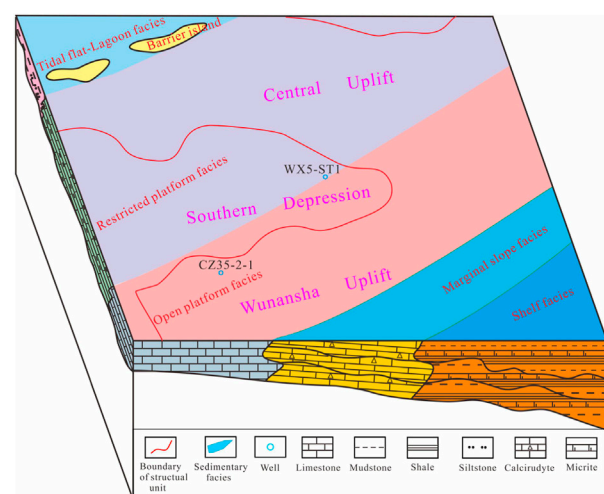 Tidal flat-Lagoon facies
Barrier island
Central Uplift
WX5-ST1
Restricted platform facies
Southern Depression
CZ35-2-1
Open platform facies
Wunansha Uplift
Marginal slope facies
Shelf facies
Boundary
of structual
unit
Sedimentary
facies
Well
Limestone
Mudstone
Shale
Siltstone
Calcirudyte
Micrite